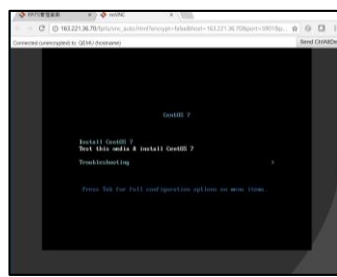 noVNC
Connected (unencrypted) to: QEMU (hostname)
Send CtrlAltDel
CentOS 7
Install CentOS 7
Test this media & install CentOS 7
Troubleshooting >
Press Tab for full configuration options on menu items.